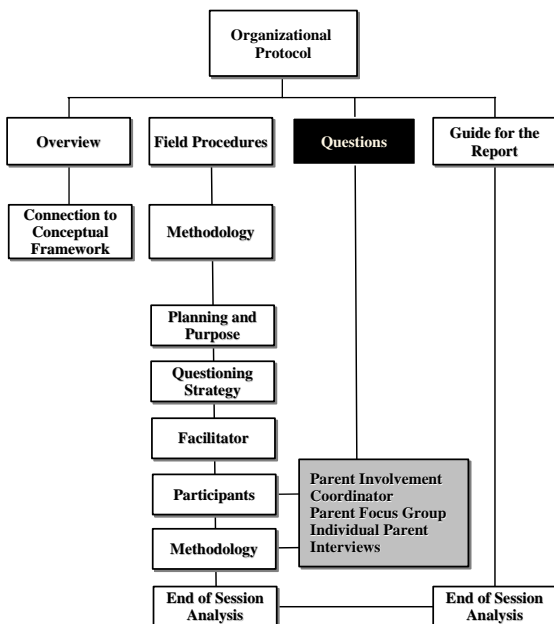 Organizational
Protocol
Overview
Field Procedures
Questions
Guide for the
Report
Connection to
Conceptual
Framework
Methodology
Planning and
Purpose
Questioning
Strategy
Facilitator
Participants
Parent Involvement
Coordinator
Parent Focus Group
Individual Parent
Interviews
Methodology
End of Session
Analysis
End of Session
Analysis